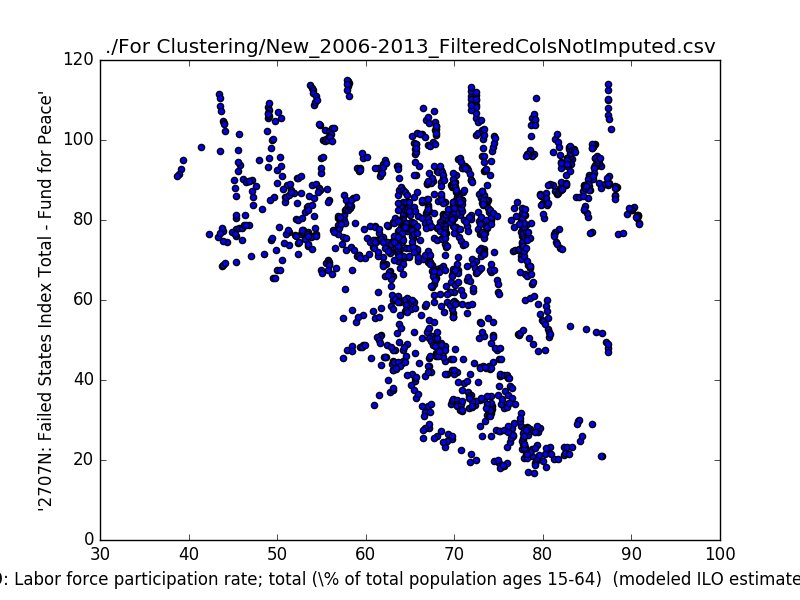 ./For Clustering/New_2006-2013_FilteredColsNotImputed.csv
120
100
80
60
40
20
0
'2707N: Failed States Index Total - Fund for Peace'
30 40 50 60 70 80 90 100
: Labor force participation rate; total (\% of total population ages 15-64)  (modeled ILO estimate